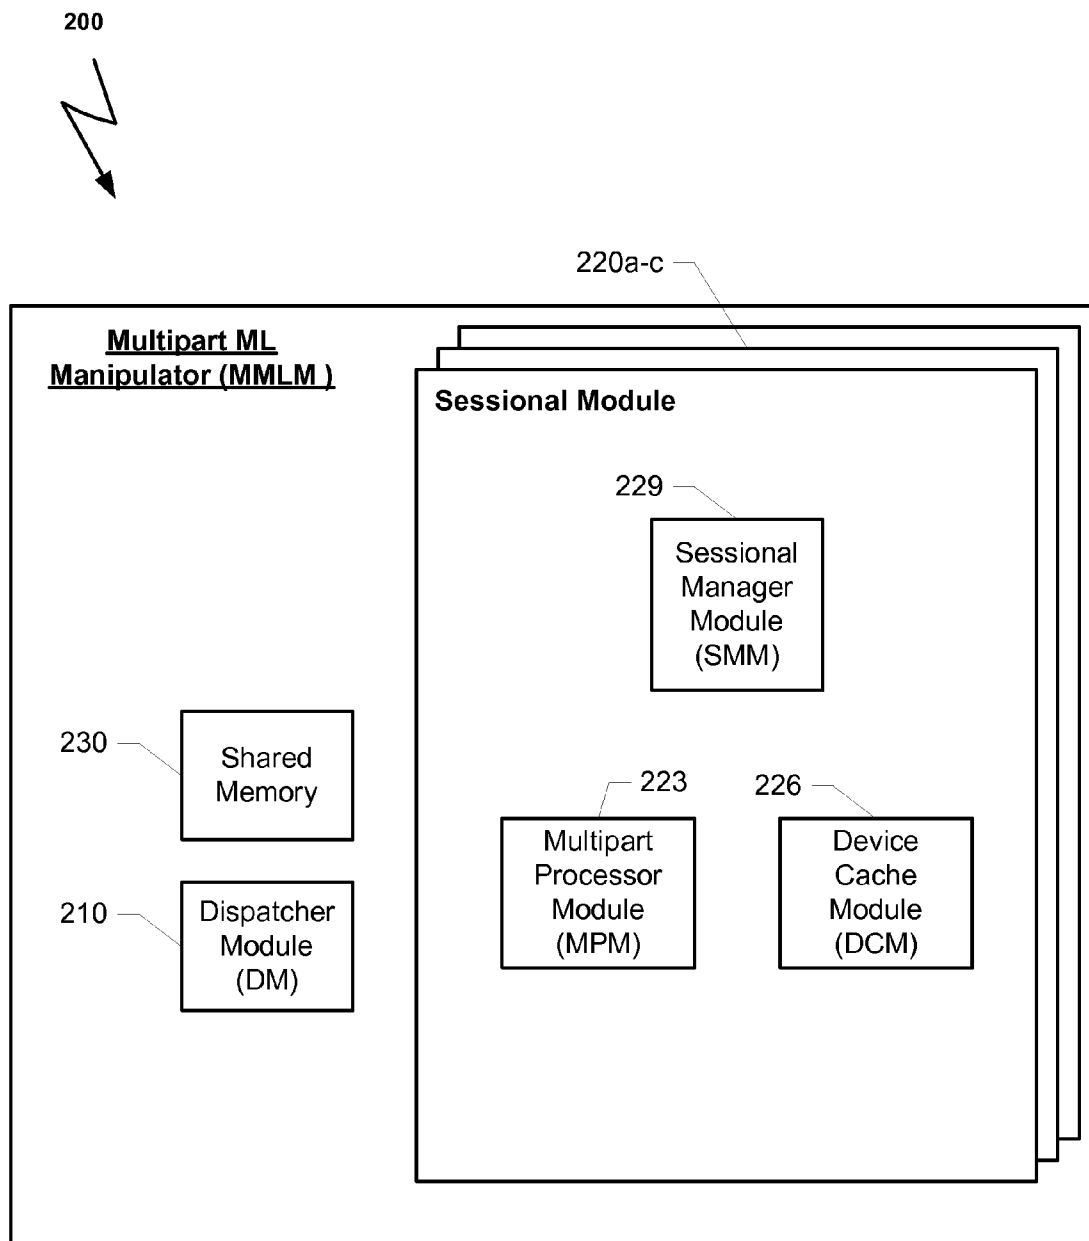 200
220a-c
Multipart ML
Manipulator (MMLM )
Sessional Module
229
Sessional
Manager
Module
(SMM)
230
Shared
Memory
223
Multipart
Processor
Module
(MPM)
226
Device
Cache
Module
(DCM)
210
Dispatcher
Module
(DM)